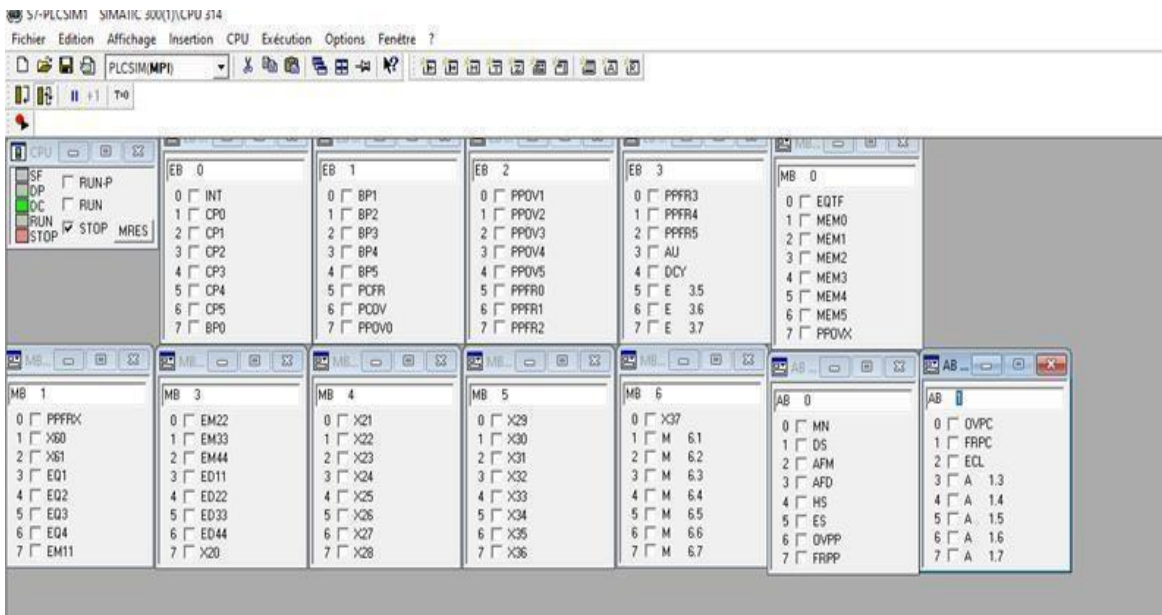 S7-PLCSIM1 SIMATIC 300(1)\CPU 314
Fichier Edition Affichage Insertion CPU Exécution Options Fenêtre ?
PLCSIM(MPI)
+1 T=0
CPU
SF
DP
DC
RUN
STOP
RUN-P
RUN
STOP MRES
EB 0
0 INT
1 CP0
2 CP1
3 CP2
4 CP3
5 CP4
6 CP5
7 BP0
EB 1
0 BP1
1 BP2
2 BP3
3 BP4
4 BP5
5 PCFR
6 PCOV
7 PPOV0
EB 2
0 PPOV1
1 PPOV2
2 PPOV3
3 PPOV4
4 PPOV5
5 PPFR0
6 PPFR1
7 PPFR2
EB 3
0 PPFR3
1 PPFR4
2 PPFR5
3 AU
4 DCY
5 E 3.5
6 E 3.6
7 E 3.7
MB 0
0 EQTF
1 MEM0
2 MEM1
3 MEM2
4 MEM3
5 MEM4
6 MEM5
7 PPOVX
MB...
MB 1
0 PPFRX
1 X60
2 X61
3 EQ1
4 EQ2
5 EQ3
6 EQ4
7 EM11
MB...
MB 3
0 EM22
1 EM33
2 EM44
3 ED11
4 ED22
5 ED33
6 ED44
7 X20
MB...
MB 4
0 X21
1 X22
2 X23
3 X24
4 X25
5 X26
6 X27
7 X28
MB...
MB 5
0 X29
1 X30
2 X31
3 X32
4 X33
5 X34
6 X35
7 X36
MB...
MB 6
0 X37
1 M 6.1
2 M 6.2
3 M 6.3
4 M 6.4
5 M 6.5
6 M 6.6
7 M 6.7
AB ...
AB 0
0 MN
1 DS
2 AFM
3 AFD
4 HS
5 ES
6 OVPP
7 FRPP
AB ...
AB 1
0 OVPC
1 FRPC
2 ECL
3 A 1.3
4 A 1.4
5 A 1.5
6 A 1.6
7 A 1.7